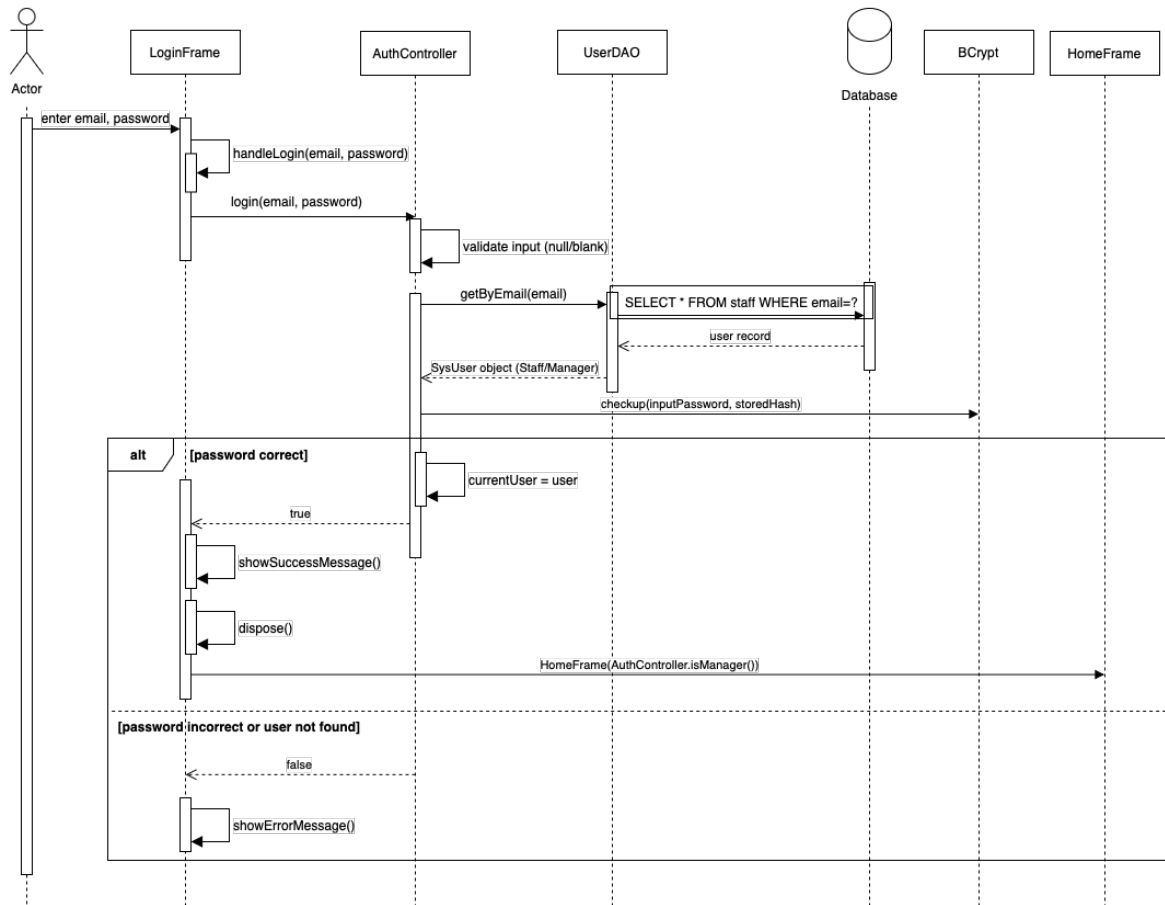 LoginFrame
AuthController
UserDAO
BCrypt
HomeFrame
Actor
Database
enter email, password
handleLogin(email, password)
login(email, password)
validate input (null/blank)
getByEmail(email)
SELECT * FROM staff WHERE email=?
user record
SysUser object (Staff/Manager)
checkup(inputPassword, storedHash)
alt
[password correct]
currentUser = user
true
showSuccessMessage()
dispose()
HomeFrame(AuthController.isManager())
[password incorrect or user not found]
false
showErrorMessage()